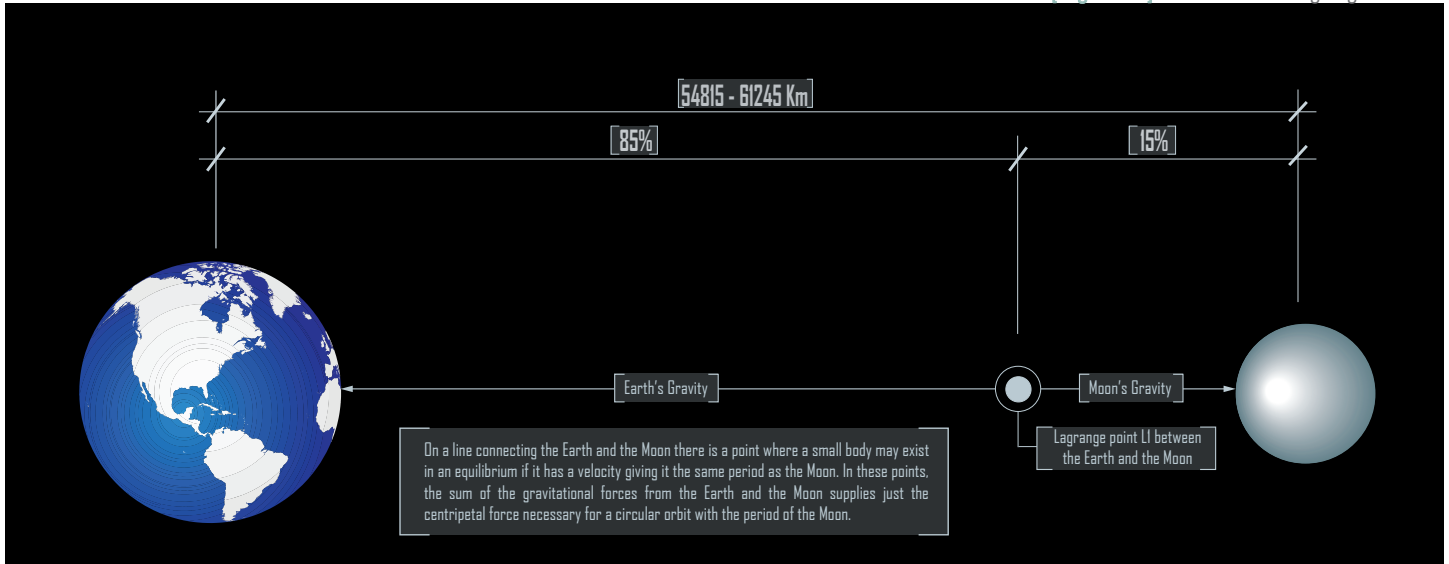 54815 - 61245 Km
85%
15%
Earth's Gravity
Moon's Gravity
Lagrange point L1 between
the Earth and the Moon
On a line connecting the Earth and the Moon there is a point where a small body may exist
in an equilibrium if it has a velocity giving it the same period as the Moon. In these points,
the sum of the gravitational forces from the Earth and the Moon supplies just the
centripetal force necessary for a circular orbit with the period of the Moon.